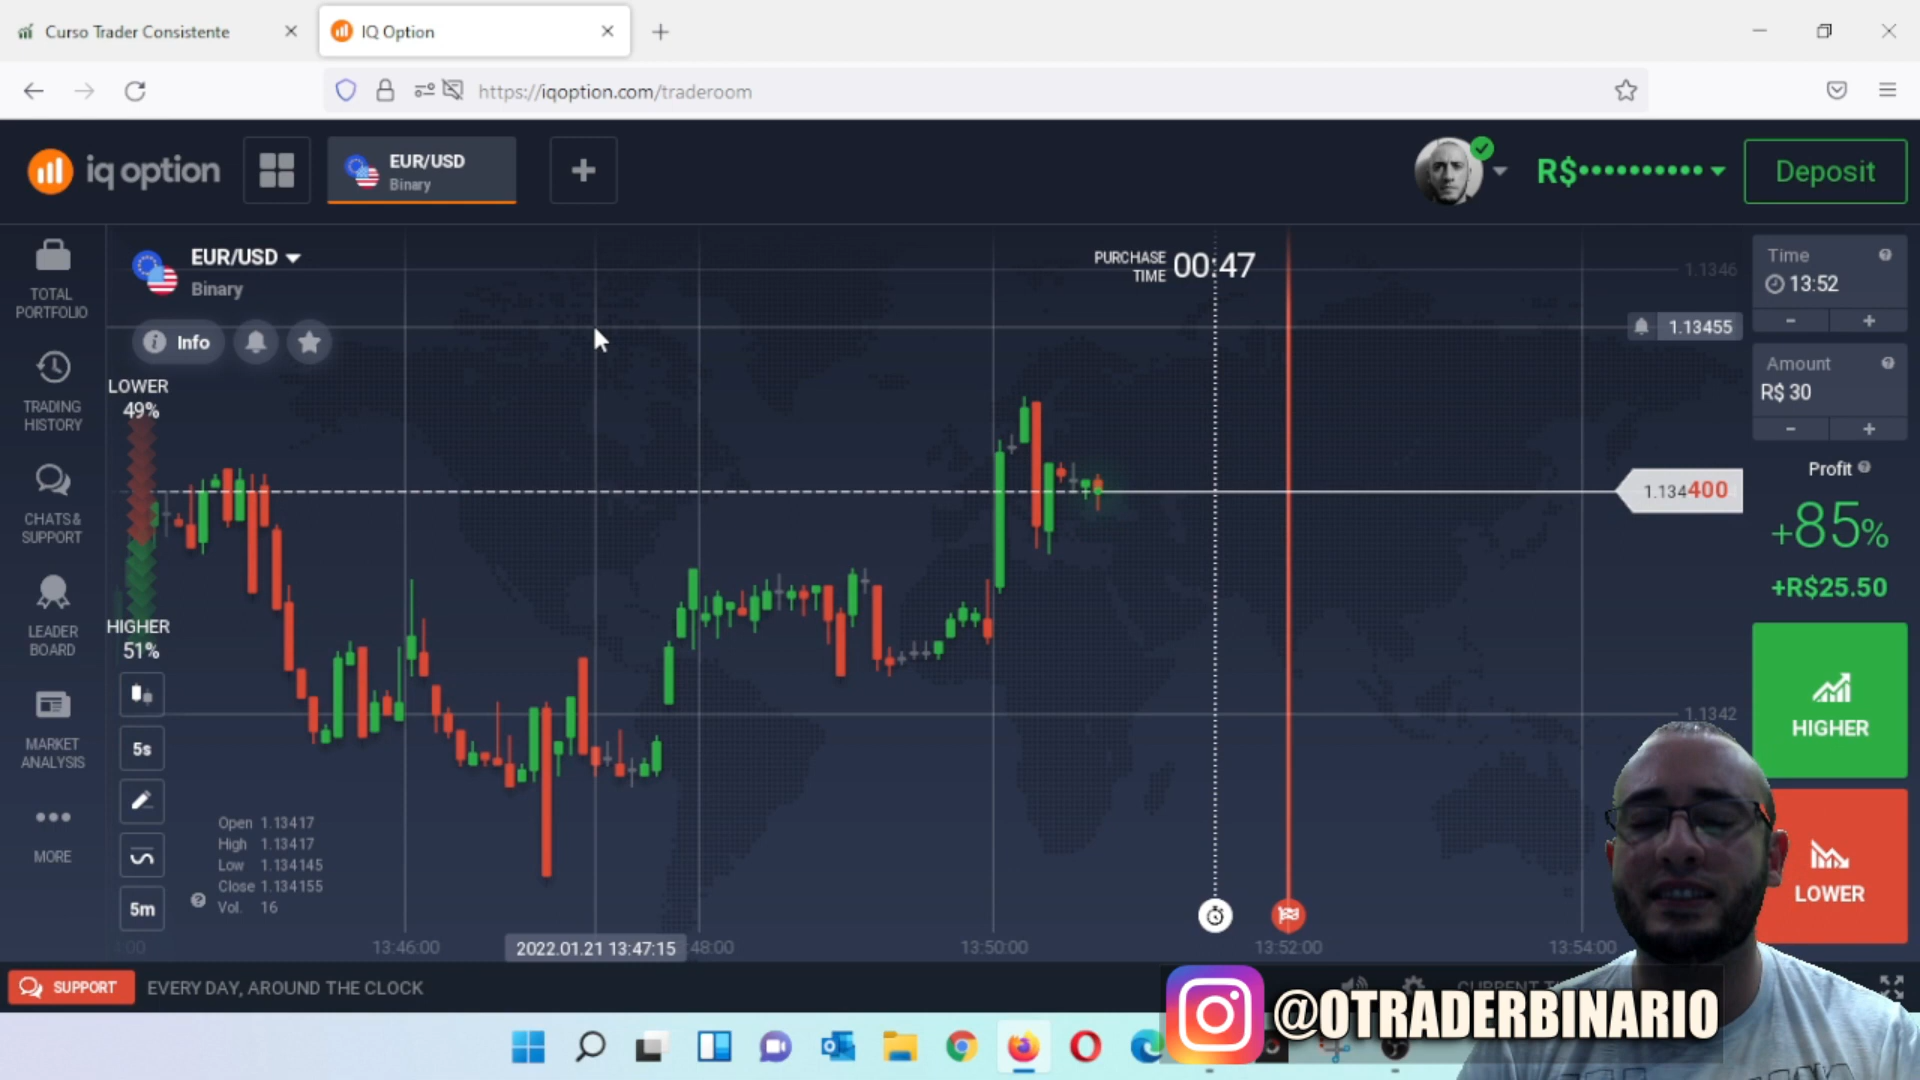 Curso Trader Consistente
IQ Option
https://iqoption.com/traderoom
iq option
EUR/USD
Binary
R$••••••••••
Deposit
EUR/USD
Binary
PURCHASE
TIME
00:47
1.1346
Time
13:52
- +
Info
1.13455
TOTAL
PORTFOLIO
LOWER
49%
Amount
R$ 30
- +
TRADING
HISTORY
Profit
1.134400
+85%
CHATS &
SUPPORT
+R$25.50
LEADER
BOARD
HIGHER
51%
HIGHER
1.1342
MARKET
ANALYSIS
5s
MORE
Open 1.13417
High 1.13417
Low 1.134145
Close 1.134155
Vol. 16
5m
LOWER
:00
13:46:00
2022.01.21 13:47:15
48:00
13:50:00
13:52:00
13:54:00
SUPPORT
EVERY DAY, AROUND THE CLOCK
@OTRADERBINARIO